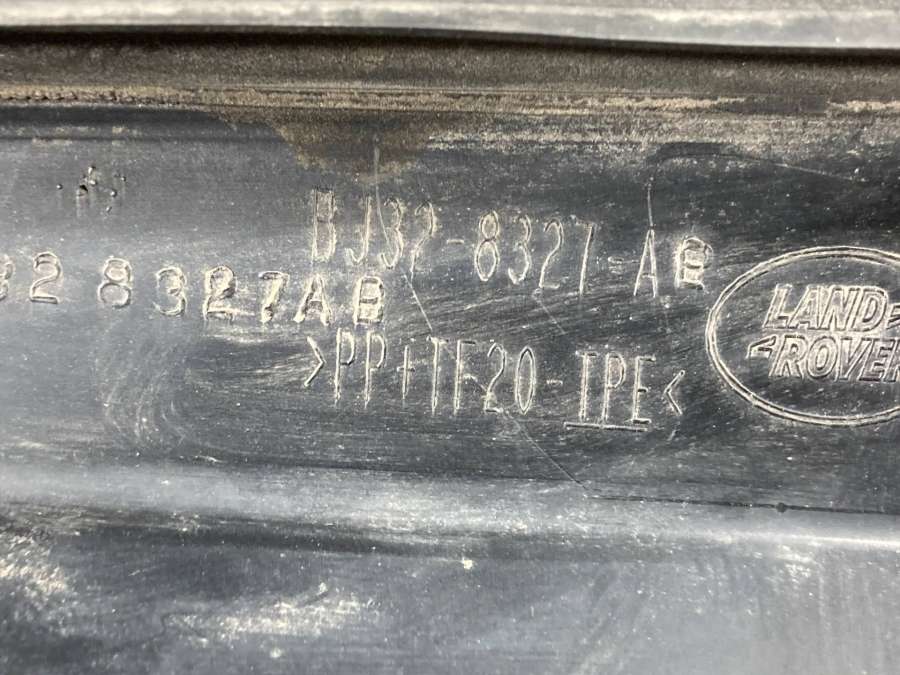 BJ32-8327-AB
32 8327AB
>PP+TF20-TPE<
LAND
ROVER